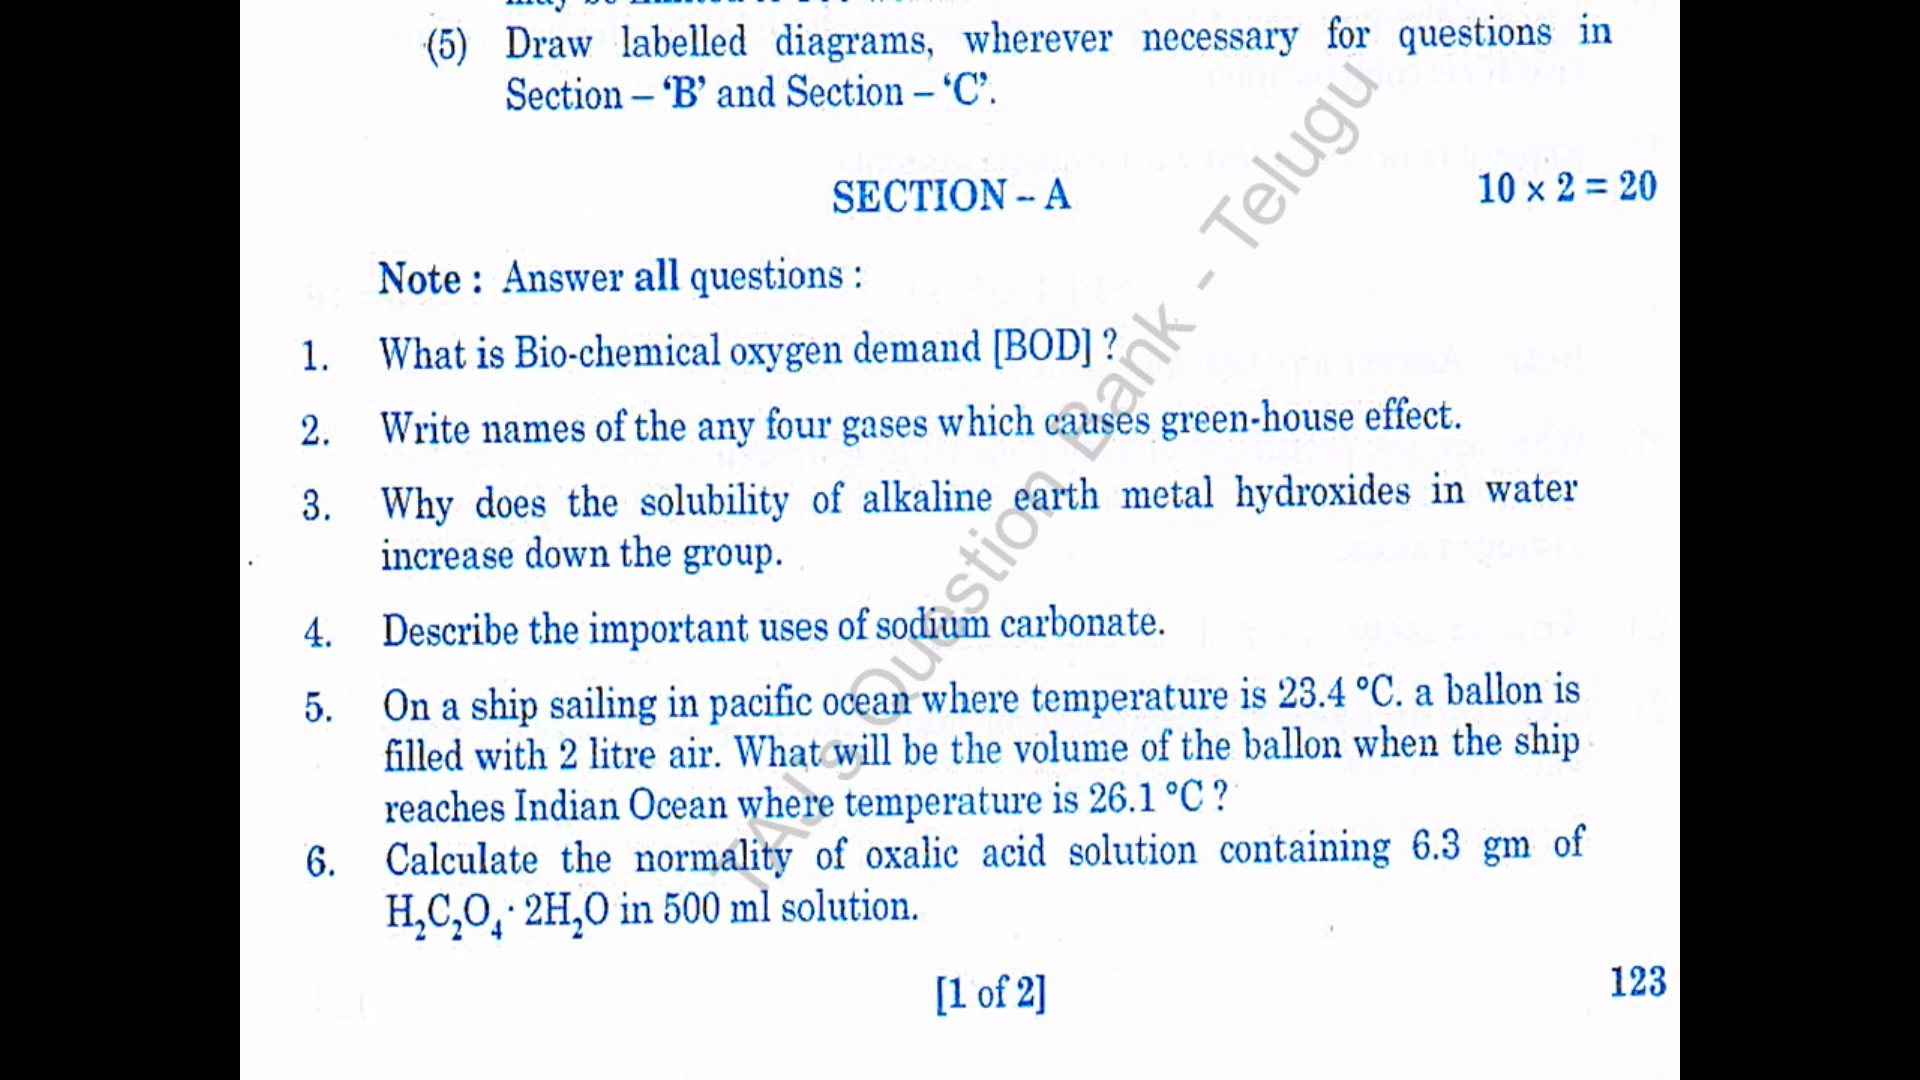 (5) Draw labelled diagrams, wherever necessary for questions in
Section – ‘B’ and Section – ‘C’.
SECTION – A 10 × 2 = 20
Note : Answer all questions :
1. What is Bio-chemical oxygen demand [BOD] ?
2. Write names of the any four gases which causes green-house effect.
3. Why does the solubility of alkaline earth metal hydroxides in water
increase down the group.
4. Describe the important uses of sodium carbonate.
5. On a ship sailing in pacific ocean where temperature is 23.4 °C. a ballon is
filled with 2 litre air. What will be the volume of the ballon when the ship
reaches Indian Ocean where temperature is 26.1 °C ?
6. Calculate the normality of oxalic acid solution containing 6.3 gm of
H₂C₂O₄· 2H₂O in 500 ml solution.
[1 of 2] 123
TAJ's Question Bank - Telugu